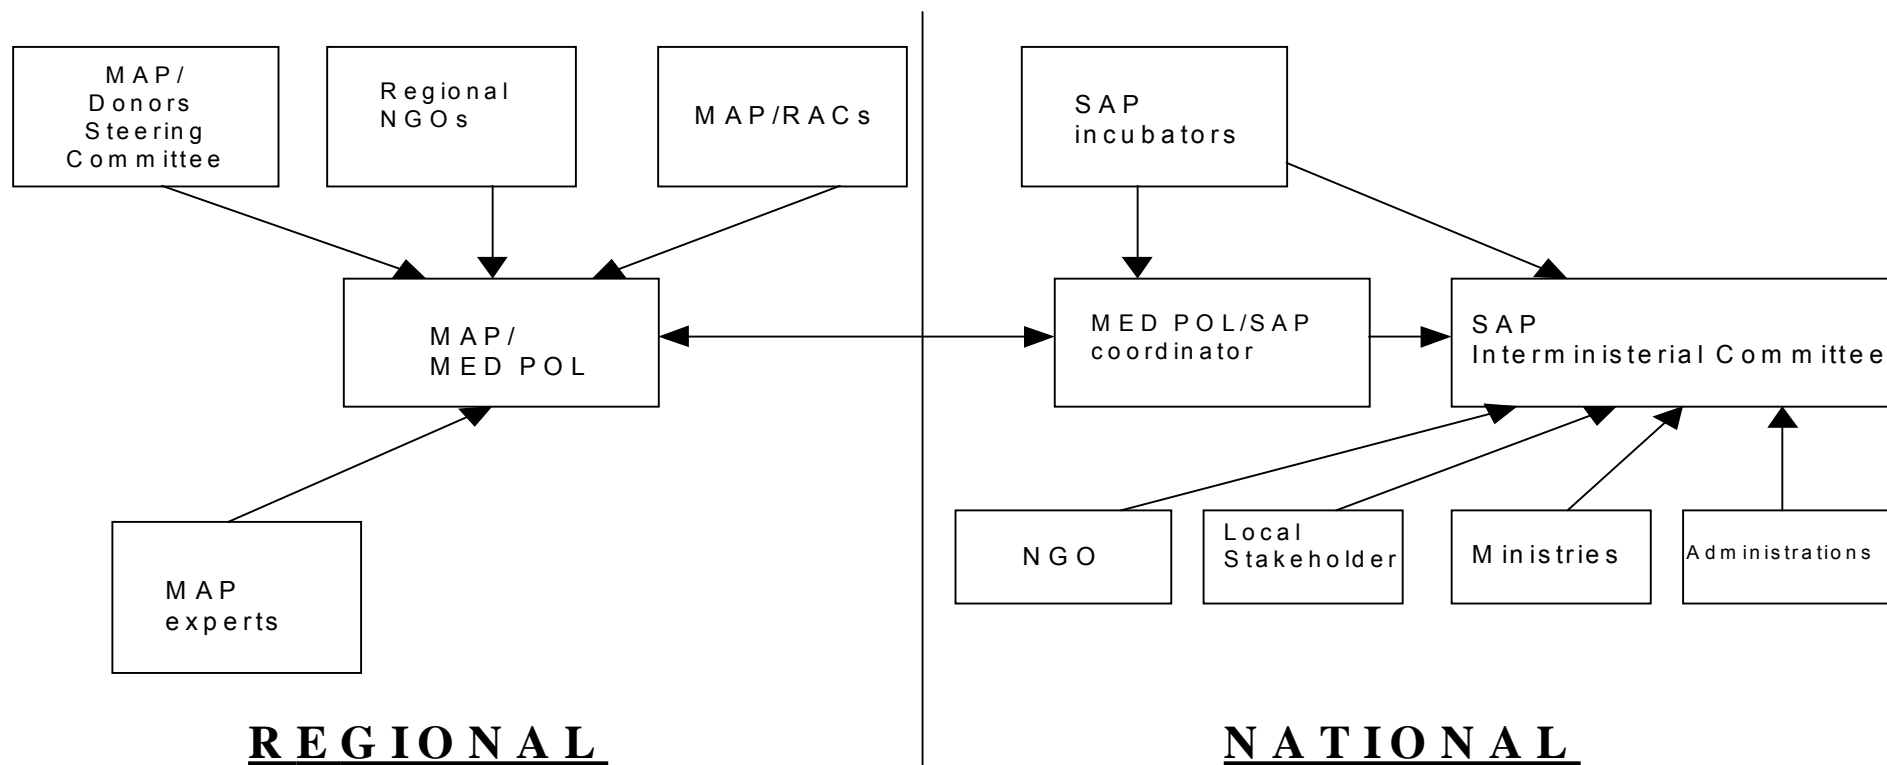 MAP/
Donors
Steering
Committee
Regional
NGOs
MAP/RACs
SAP
incubators
MAP/
MED POL
MED POL/SAP
coordinator
SAP
Interministerial Committee
MAP
experts
NGO
Local
Stakeholder
Ministries
Administrations
REGIONAL
NATIONAL